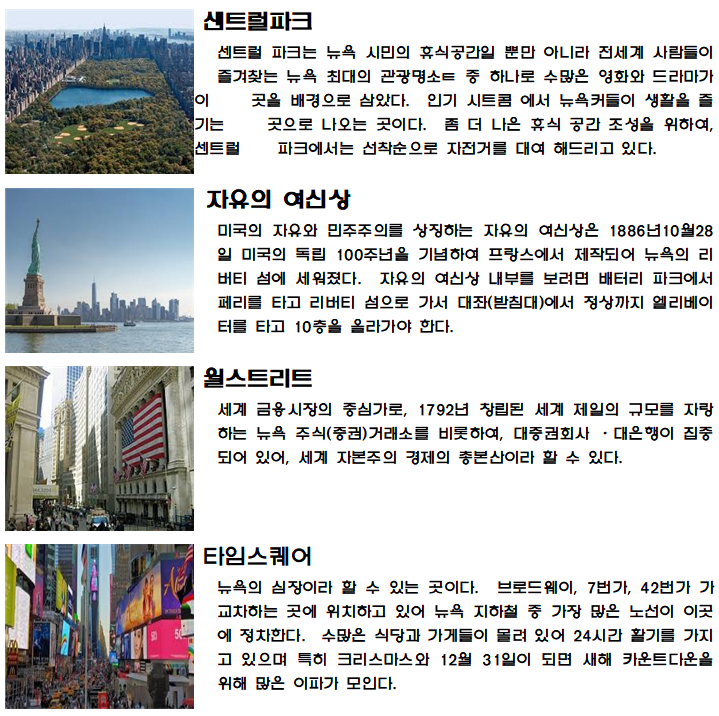 센트럴파크
센트럴 파크는 뉴욕 시민의 휴식공간일 뿐만 아니라 전세계 사람들이
즐겨찾는 뉴욕 최대의 관광명소ㅌ 중 하나로 수많은 영화와 드라마가
이 곳을 배경으로 삼았다. 인기 시트콤 에서 뉴욕커들이 생활을 즐
기는 곳으로 나오는 곳이다. 좀 더 나은 휴식 공간 조성을 위하여,
센트럴 파크에서는 선착순으로 자전거를 대여 해드리고 있다.
자유의 여신상
미국의 자유와 민주주의를 상징하는 자유의 여신상은 1886년10월28
일 미국의 독립 100주년을 기념하여 프랑스에서 제작되어 뉴욕의 리
버티 섬에 세워졌다. 자유의 여신상 내부를 보려면 배터리 파크에서
페리를 타고 리버티 섬으로 가서 대좌(받침대)에서 정상까지 엘리베이
터를 타고 10층을 올라가야 한다.
월스트리트
세계 금융시장의 중심가로, 1792년 창립된 세계 제일의 규모를 자랑
하는 뉴욕 주식(증권)거래소를 비롯하여, 대증권회사 ·대은행이 집중
되어 있어, 세계 자본주의 경제의 총본산이라 할 수 있다.
타임스퀘어
뉴욕의 심장이라 할 수 있는 곳이다. 브로드웨이, 7번가, 42번가 가
교차하는 곳에 위치하고 있어 뉴욕 지하철 중 가장 많은 노선이 이곳
에 정차한다. 수많은 식당과 가게들이 몰려 있어 24시간 활기를 가지
고 있으며 특히 크리스마스와 12월 31일이 되면 새해 카운트다운을
위해 많은 이파가 모인다.